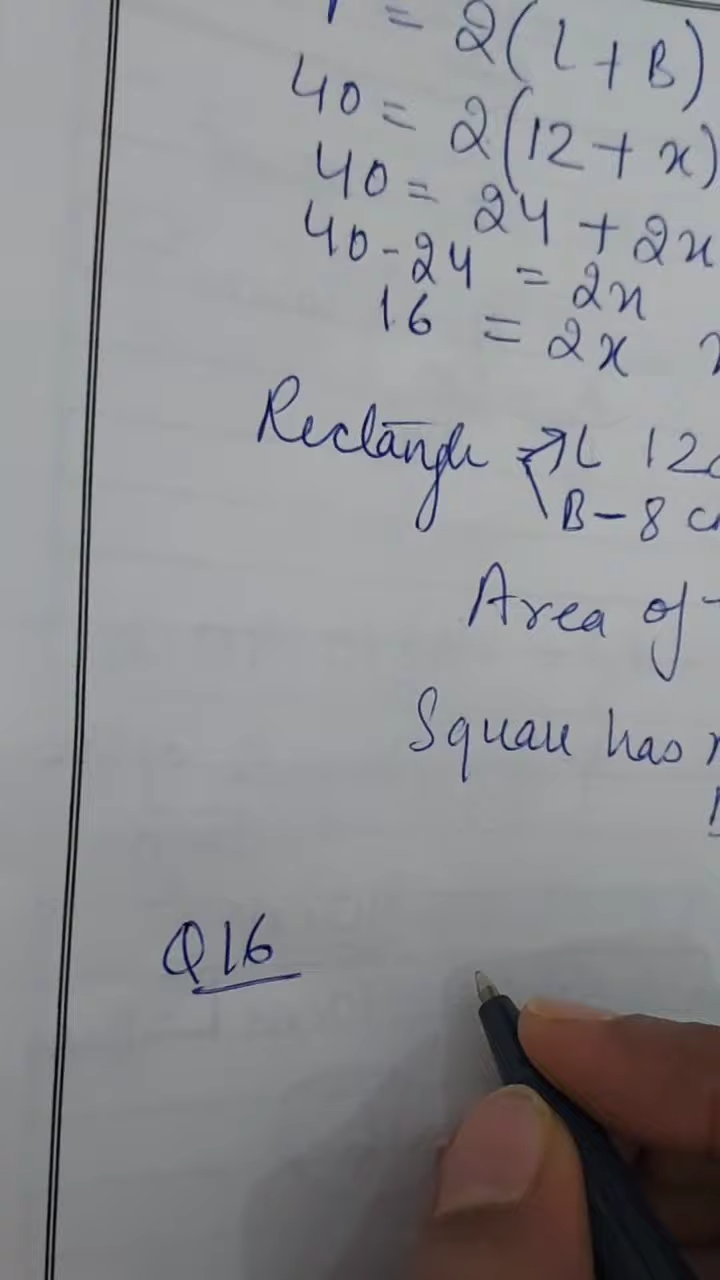 = 2(L+B)
40 = 2(12 + x)
40 = 24 + 2x
40 - 24 = 2x
16 = 2x
Rectangle → L 12
B - 8 c
Area of
Square has
Q16